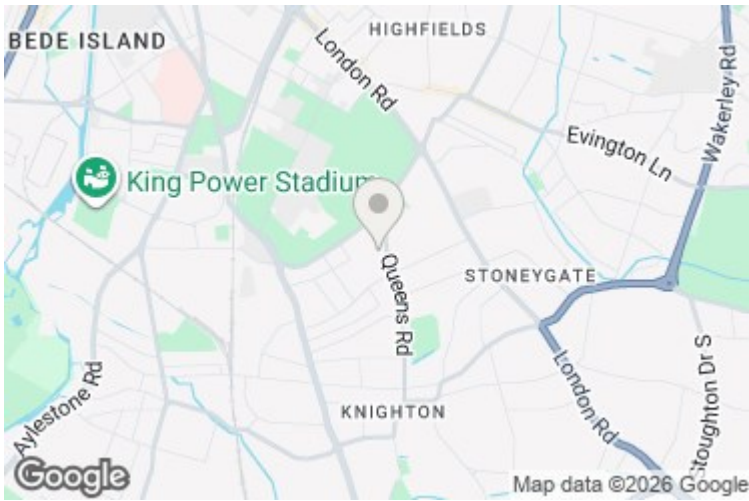 HIGHFIELDS
BEDE ISLAND
London Rd
Wakerley Rd
Evington Ln
King Power Stadium
Queens Rd
STONEYGATE
London Rd
Stoughton Dr S
Aylestone Rd
KNIGHTON
Google
Map data ©2026 Google